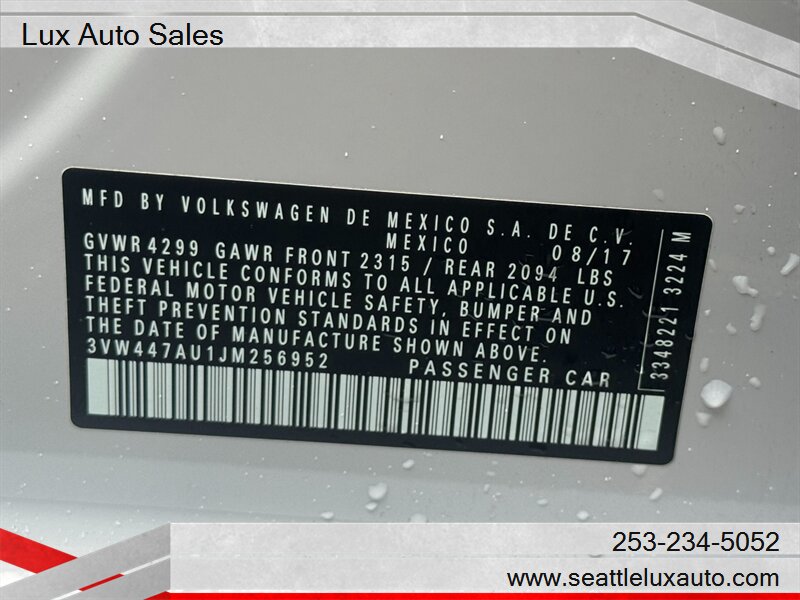 Lux Auto Sales
MFD BY VOLKSWAGEN DE MEXICO S.A. DE C.V.
MEXICO 08/17
GVWR 4299 GAWR FRONT 2315 / REAR 2094 LBS
THIS VEHICLE CONFORMS TO ALL APPLICABLE U.S.
FEDERAL MOTOR VEHICLE SAFETY, BUMPER AND
THEFT PREVENTION STANDARDS IN EFFECT ON
THE DATE OF MANUFACTURE SHOWN ABOVE.
3VW447AU1JM256952 PASSENGER CAR
3348221 3224 M
253-234-5052
www.seattleluxauto.com